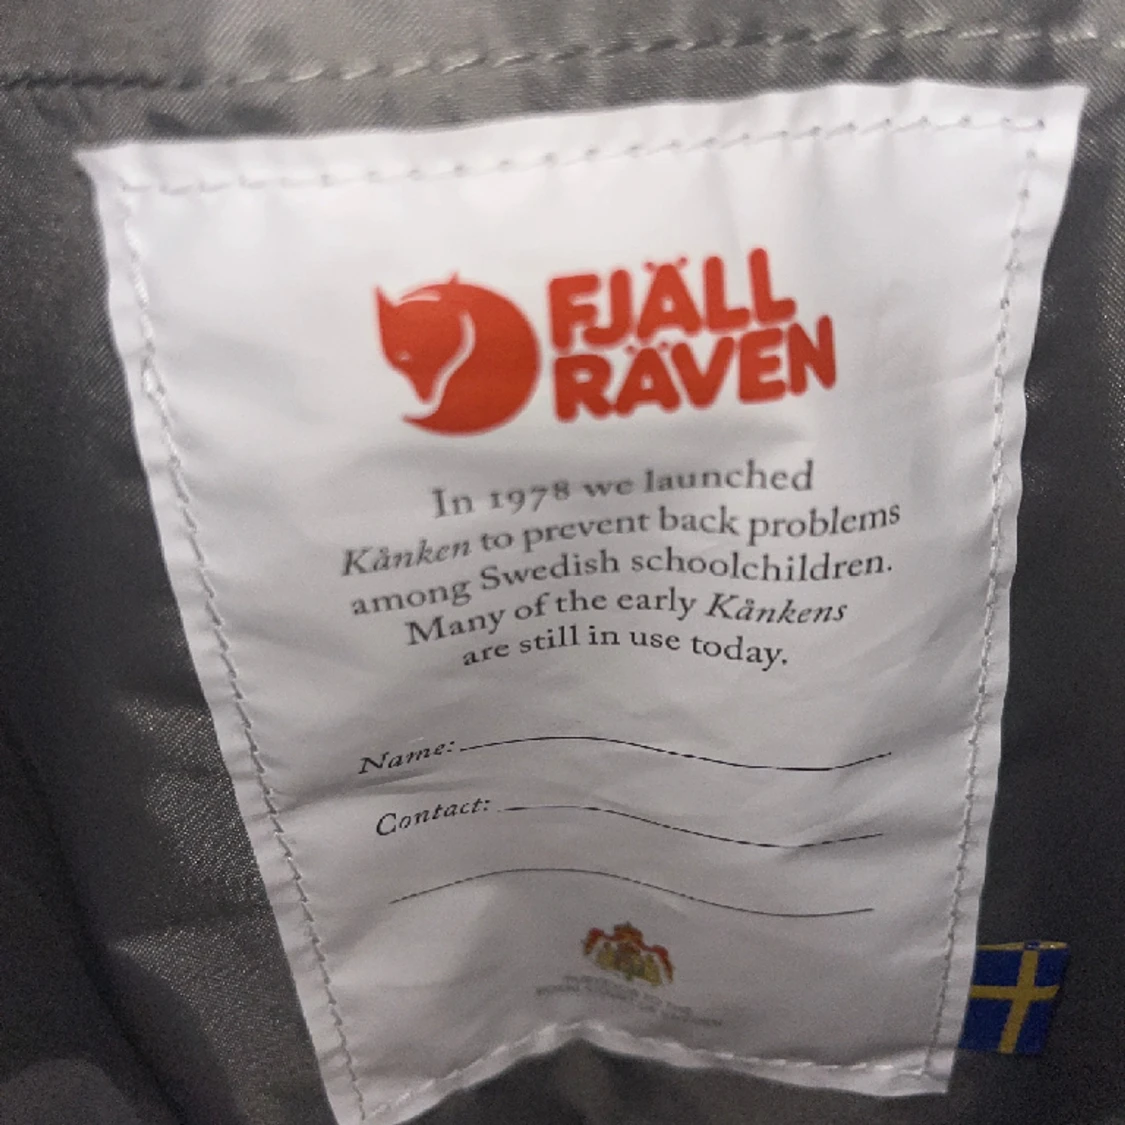 FJÄLL
RÄVEN
In 1978 we launched
Kånken to prevent back problems
among Swedish schoolchildren.
Many of the early Kånkens
are still in use today.
Name:
Contact: